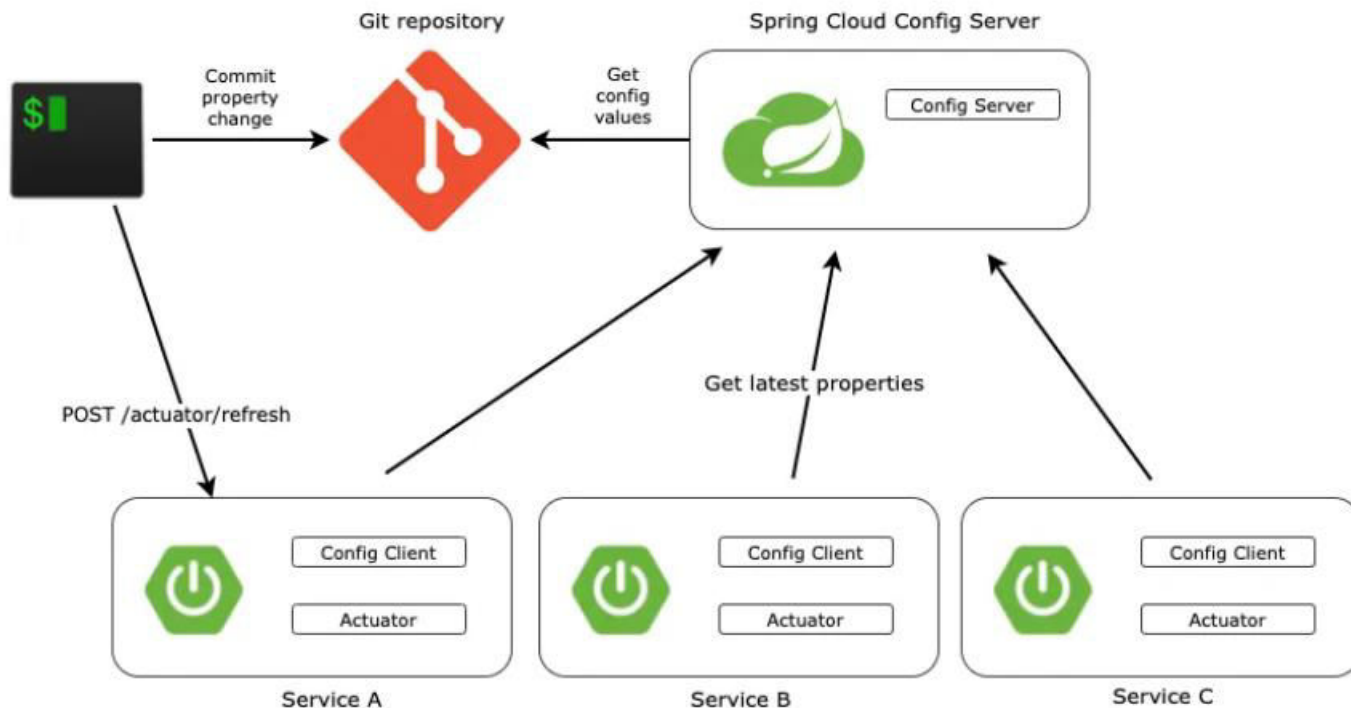 Git repository
Spring Cloud Config Server
$
Commit
property
change
Get
config
values
Config Server
Get latest properties
POST /actuator/refresh
Config Client
Actuator
Service A
Config Client
Actuator
Service B
Config Client
Actuator
Service C